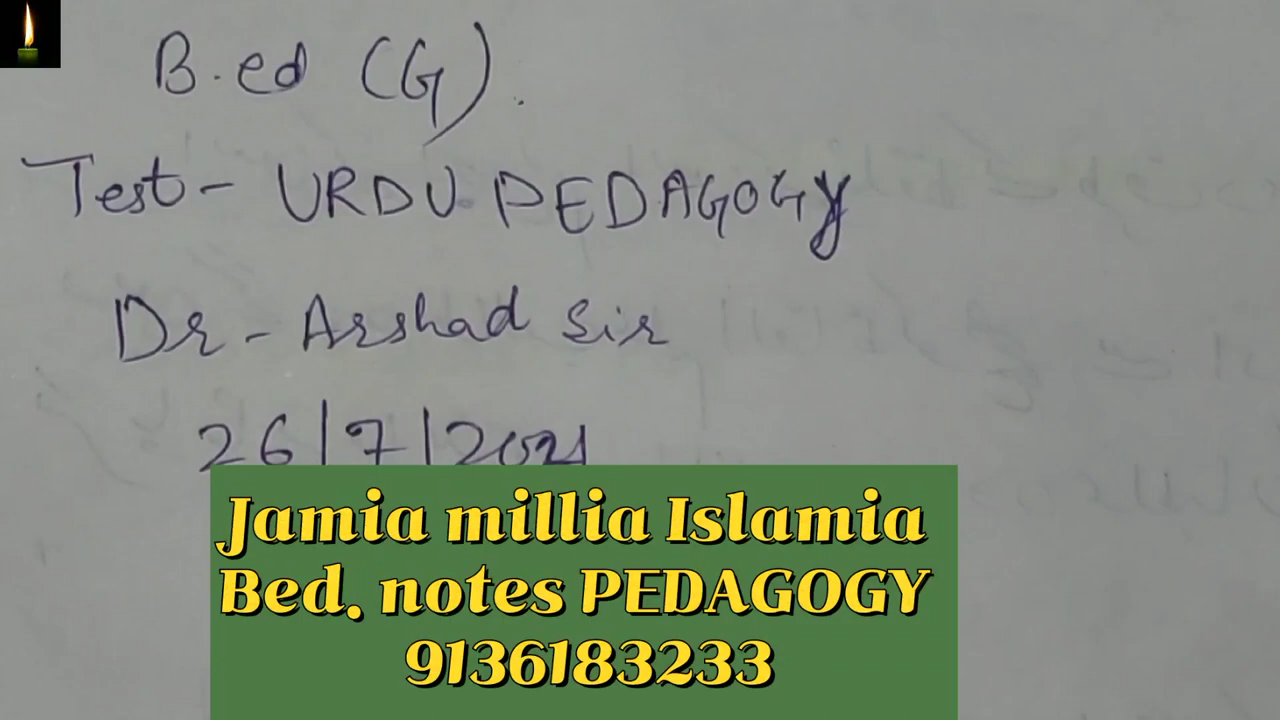 B.ed (G).
Test - URDU PEDAGOGY
Dr - Arshad Sir
26/7/2021
Jamia millia Islamia
Bed. notes PEDAGOGY
9136183233